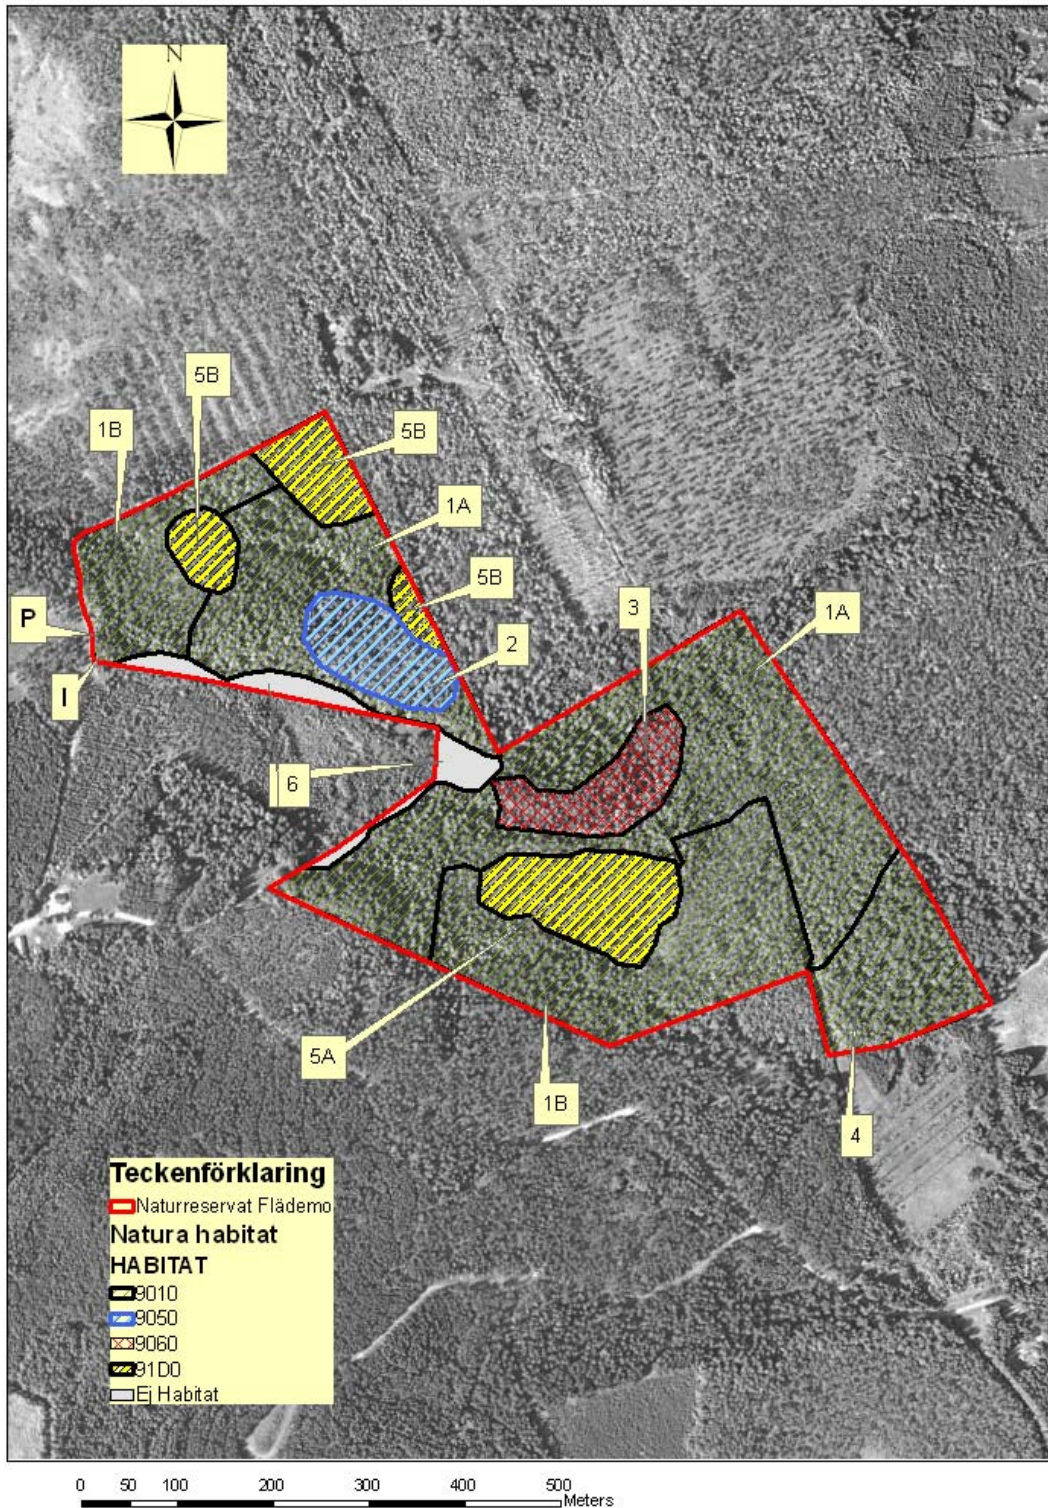 N
5B
1B
5B
1A
5B
3
1A
P
2
I
6
5A
1B
4
Teckenförklaring
Naturreservat Flädemo
Natura habitat
HABITAT
9010
9050
9060
91D0
Ej Habitat
0 50 100 200 300 400 500
Meters